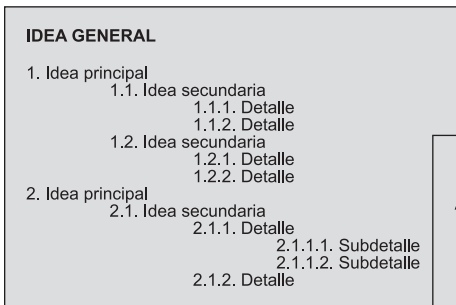 IDEA GENERAL
1. Idea principal
1.1. Idea secundaria
1.1.1. Detalle
1.1.2. Detalle
1.2. Idea secundaria
1.2.1. Detalle
1.2.2. Detalle
2. Idea principal
2.1. Idea secundaria
2.1.1. Detalle
2.1.1.1. Subdetalle
2.1.1.2. Subdetalle
2.1.2. Detalle